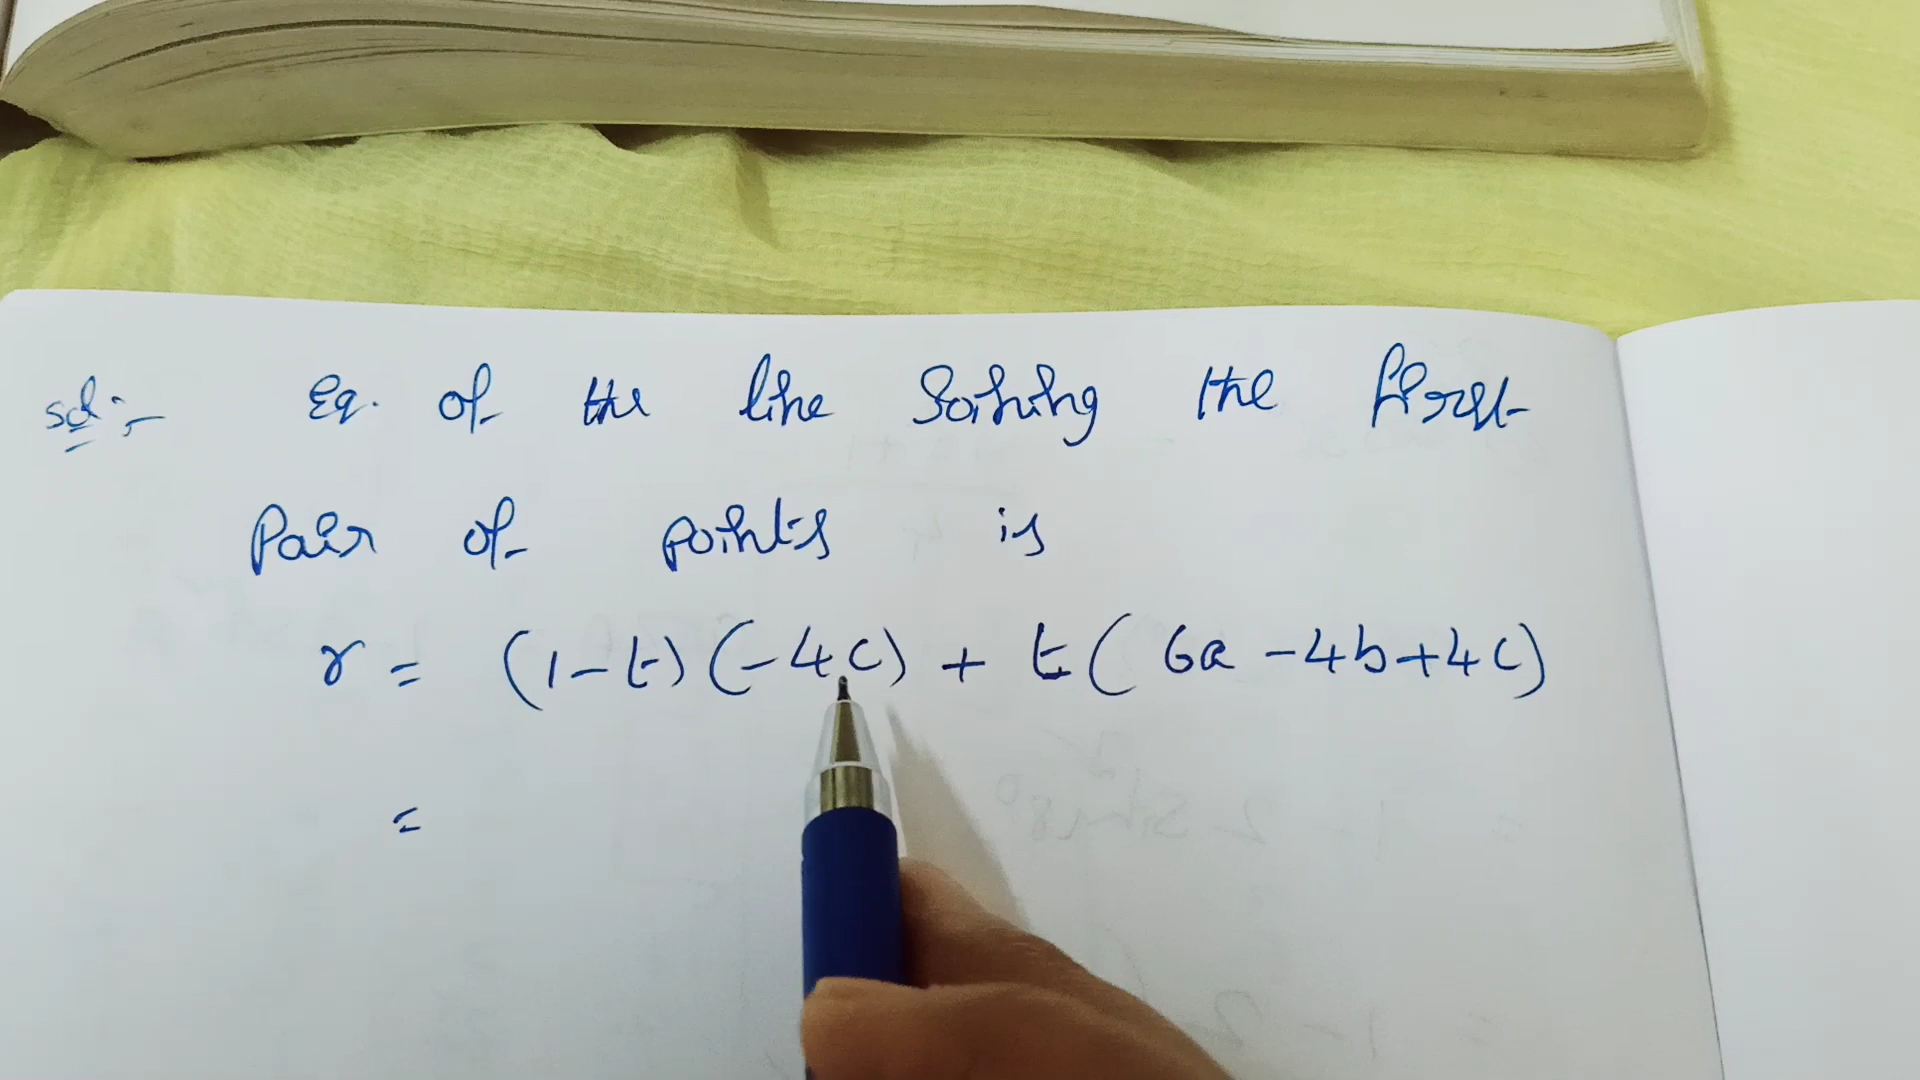 sol:- Eq. of the line Joining the first
Pair of points is
r = (1-t)(-4c) + t(6a-4b+4c)
=